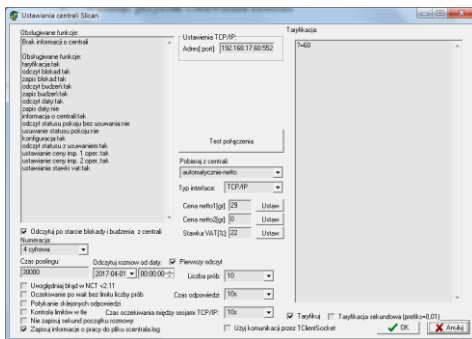 Ustawienia centrali Slican
Obsługiwane funkcje:
Brak informacji o centrali
Obsługiwane funkcje:
taryfikacja:tak
odczyt blokad:tak
zapis blokad:tak
odczyt budzeń:tak
zapis budzeń:tak
odczyt daty:tak
zapis daty:nie
informacja o centrali:tak
odczyt statusu pokoju bez usuwania:nie
usuwanie statusu pokoju:nie
konfiguracja:tak
odczyt statusu z usuwaniem:tak
ustawianie ceny imp. 1 oper.:tak
ustawianie ceny imp. 2 oper.:tak
ustawianie stawki vat:tak
Odczytuj po starcie blokady i budzenia z centrali
Numeracja:
4 cyfrowa
Czas poolingu:
30000
Odczytuj rozmów od daty:
2017-04-01
00:00:00
Uwzględniaj błąd w NCT v2.11
Oczekiwanie po wait bez limitu liczby prób
Połykanie sklejonych odpowiedzi
Kontrola limitów w tle
Nie zapisuj sekund początku rozmowy
Zapisuj informacje o pracy do pliku scentrala.log
Ustawienia TCP/IP:
Adres[:port]:
192.168.17.60:552
Test połączenia
Pobieraj z centrali:
automatycznie-netto
Typ interface:
TCP/IP
Cena netto1[gr]:
29
Ustaw
Cena netto2[gr]:
0
Ustaw
Stawka VAT[%]:
22
Ustaw
Pierwszy odczyt
Liczba prób:
10
Czas odpowiedzi:
10s
Czas oczekiwania między sesjami TCP/IP:
10s
Użyj komunikacji przez TClientSocket
Taryfikacja:
?=60
Taryfikuj
Taryfikacja sekundowa (prefiks=0,01)
OK
Anuluj